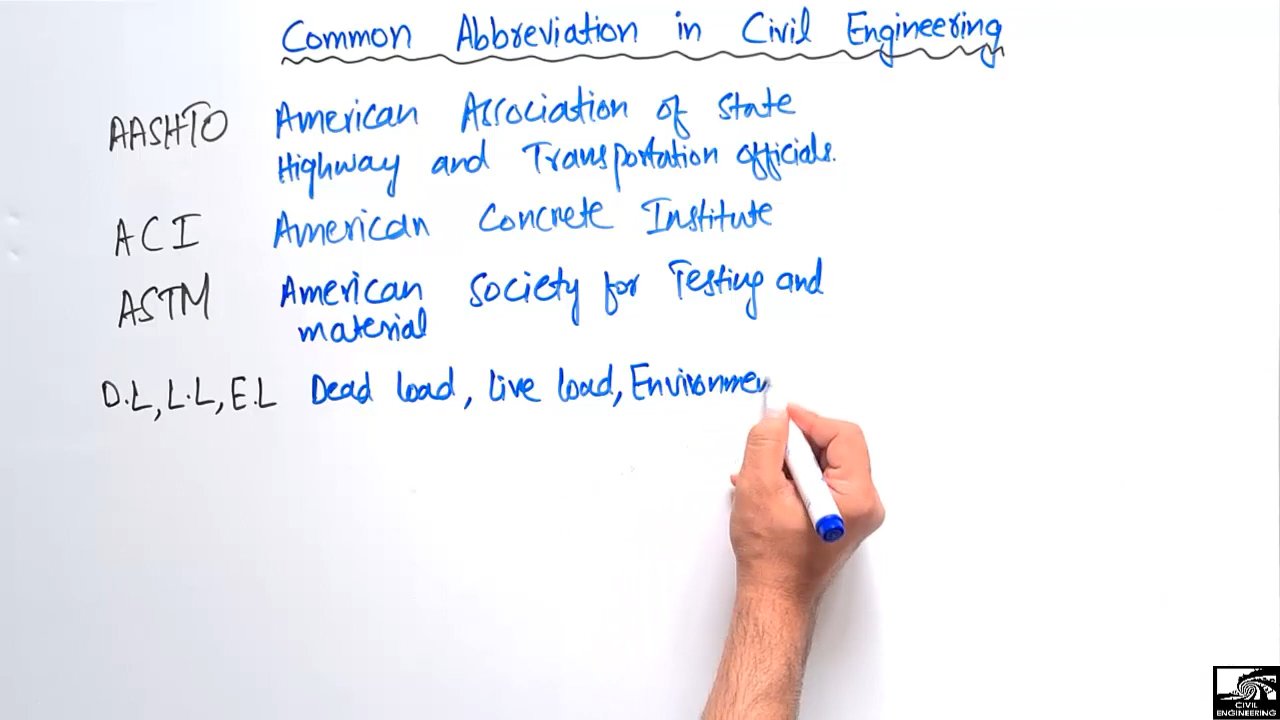 Common Abbreviation in Civil Engineering
AASHTO American Association of State
Highway and Transportation officials.
ACI American Concrete Institute
ASTM American Society for Testing and
material
D.L, L.L, E.L Dead load, Live load, Environmen
CIVIL
ENGINEERING